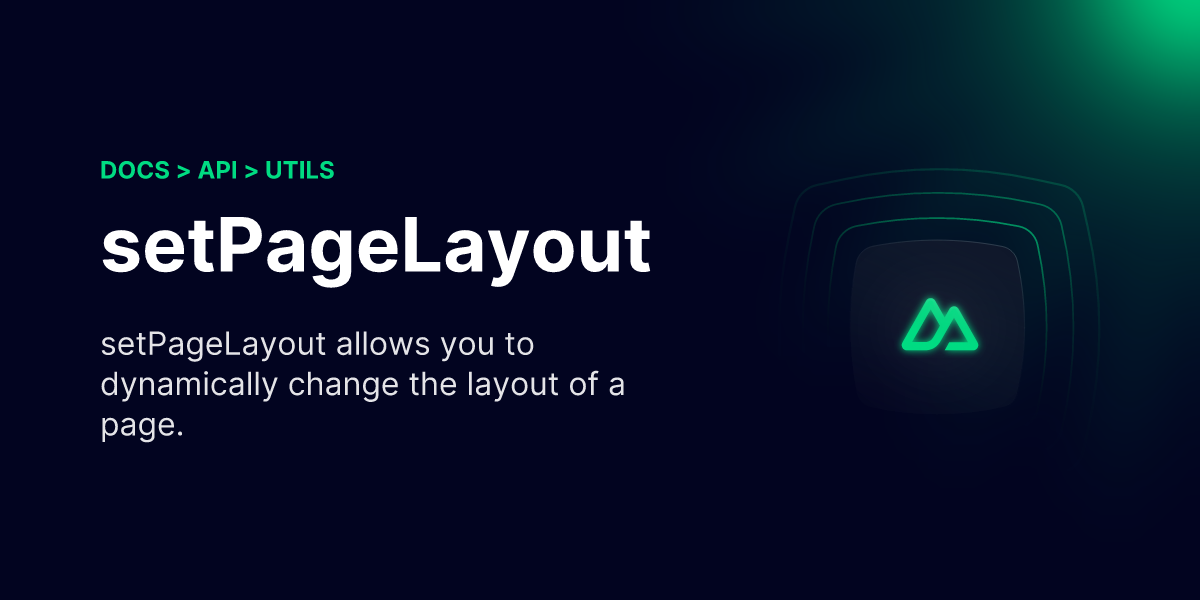 DOCS > API > UTILS
setPageLayout
setPageLayout allows you to
dynamically change the layout of a
page.